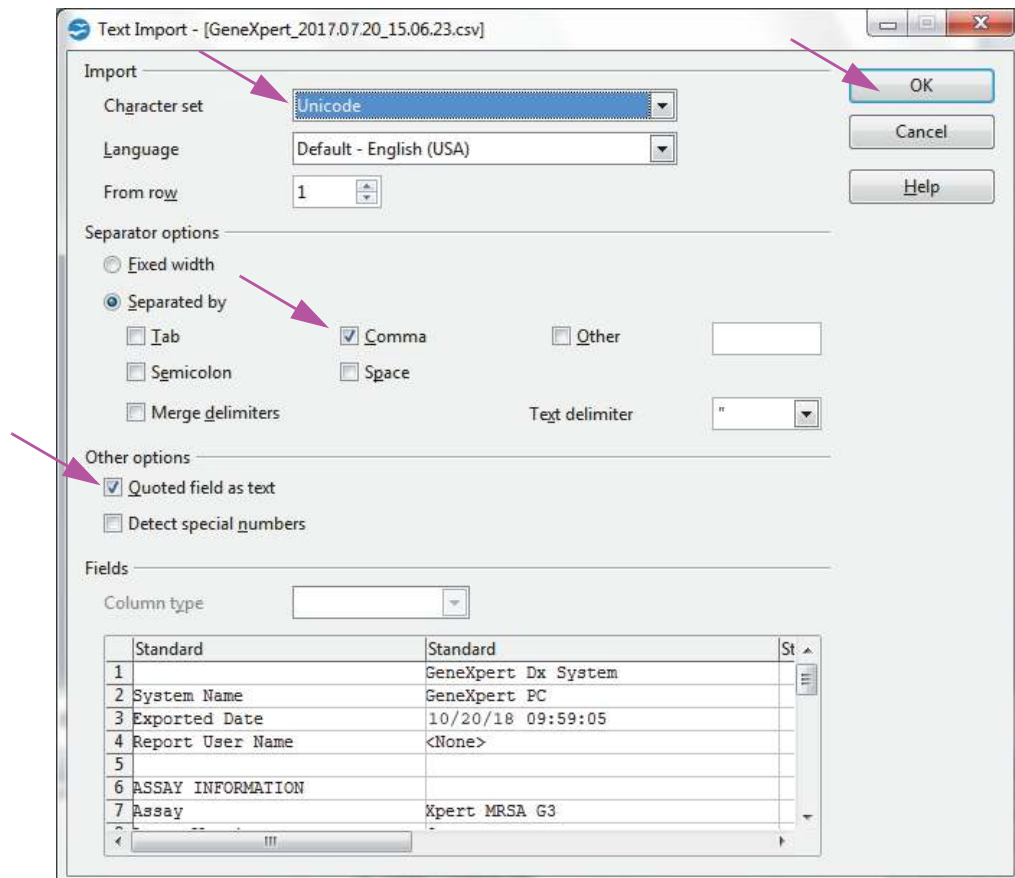 Text Import - [GeneXpert_2017.07.20_15.06.23.csv]
Import
OK
Character set Unicode
Cancel
Language Default - English (USA)
Help
From row 1
Separator options
Fixed width
Separated by
Tab Comma Other
Semicolon Space
Merge delimiters Text delimiter "
Other options
Quoted field as text
Detect special numbers
Fields
Column type
Standard Standard St
1 GeneXpert Dx System
2 System Name GeneXpert PC
3 Exported Date 10/20/18 09:59:05
4 Report User Name <None>
5
6 ASSAY INFORMATION
7 Assay Xpert MRSA G3